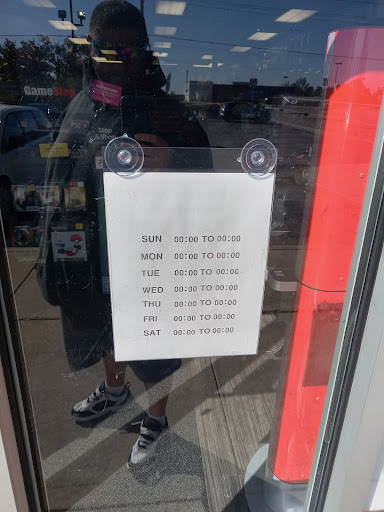 GameStop
SUN 00:00 TO 00:00
MON 00:00 TO 00:00
TUE 00:00 TO 00:00
WED 00:00 TO 00:00
THU 00:00 TO 00:00
FRI 00:00 TO 00:00
SAT 00:00 TO 00:00